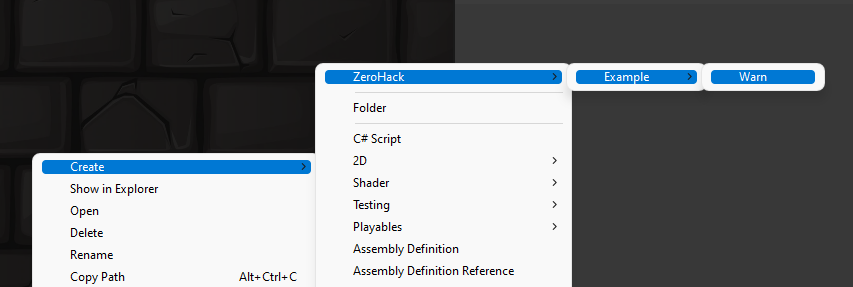 ZeroHack
Example
Warn
Folder
C# Script
2D
Shader
Testing
Playables
Assembly Definition
Assembly Definition Reference
Create
Show in Explorer
Open
Delete
Rename
Copy Path Alt+Ctrl+C